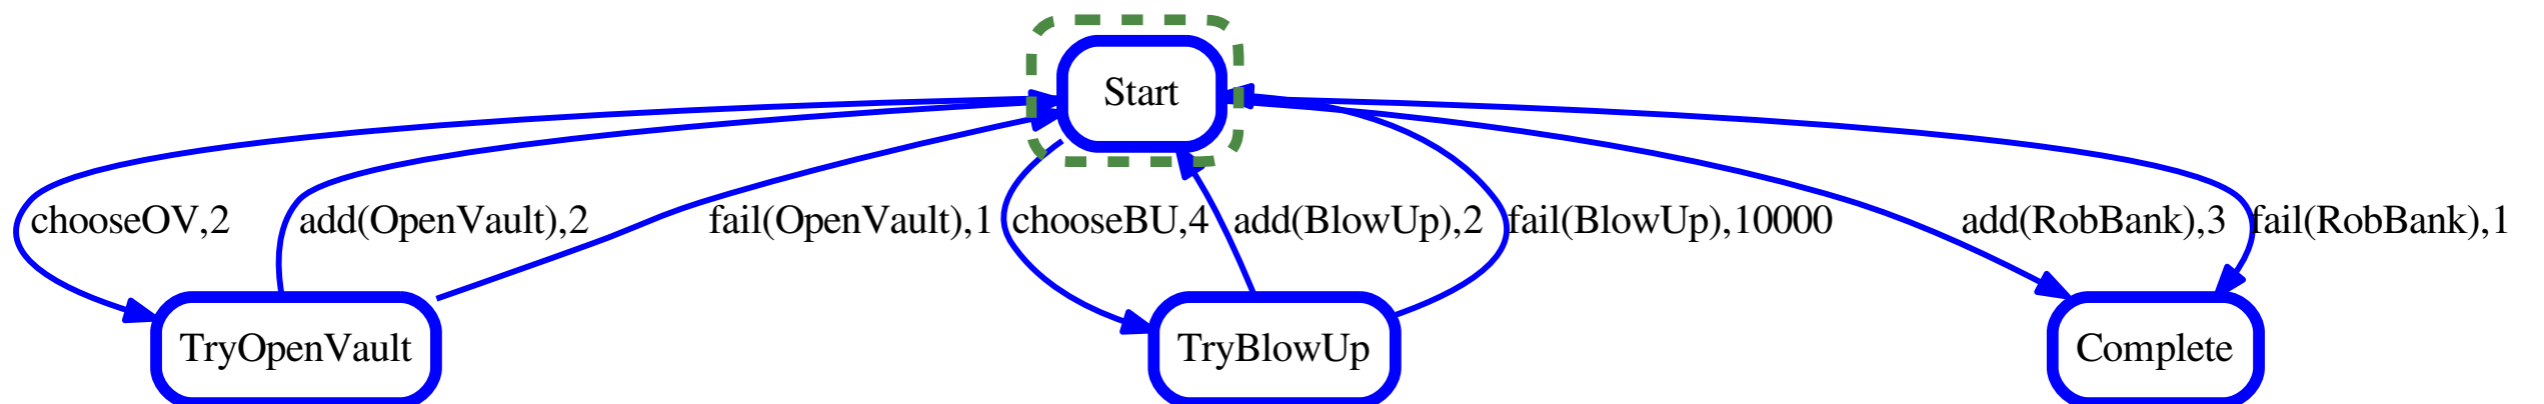 Start
chooseOV,2
add(OpenVault),2
fail(OpenVault),1
chooseBU,4
add(BlowUp),2
fail(BlowUp),10000
add(RobBank),3
fail(RobBank),1
TryOpenVault
TryBlowUp
Complete